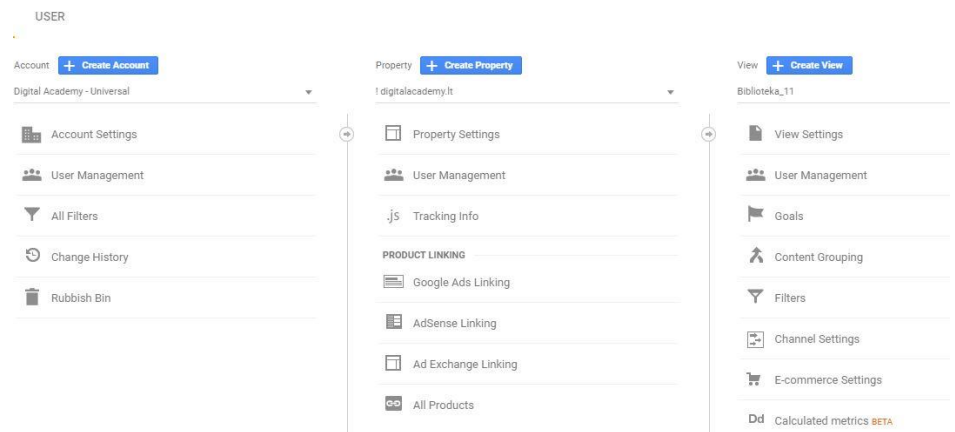 USER
Account + Create Account
Digital Academy - Universal
Account Settings
User Management
All Filters
Change History
Rubbish Bin
Property + Create Property
! digitalacademy.lt
Property Settings
User Management
.js Tracking Info
PRODUCT LINKING
Google Ads Linking
AdSense Linking
Ad Exchange Linking
All Products
View + Create View
Biblioteka_11
View Settings
User Management
Goals
Content Grouping
Filters
Channel Settings
E-commerce Settings
Dd Calculated metrics BETA